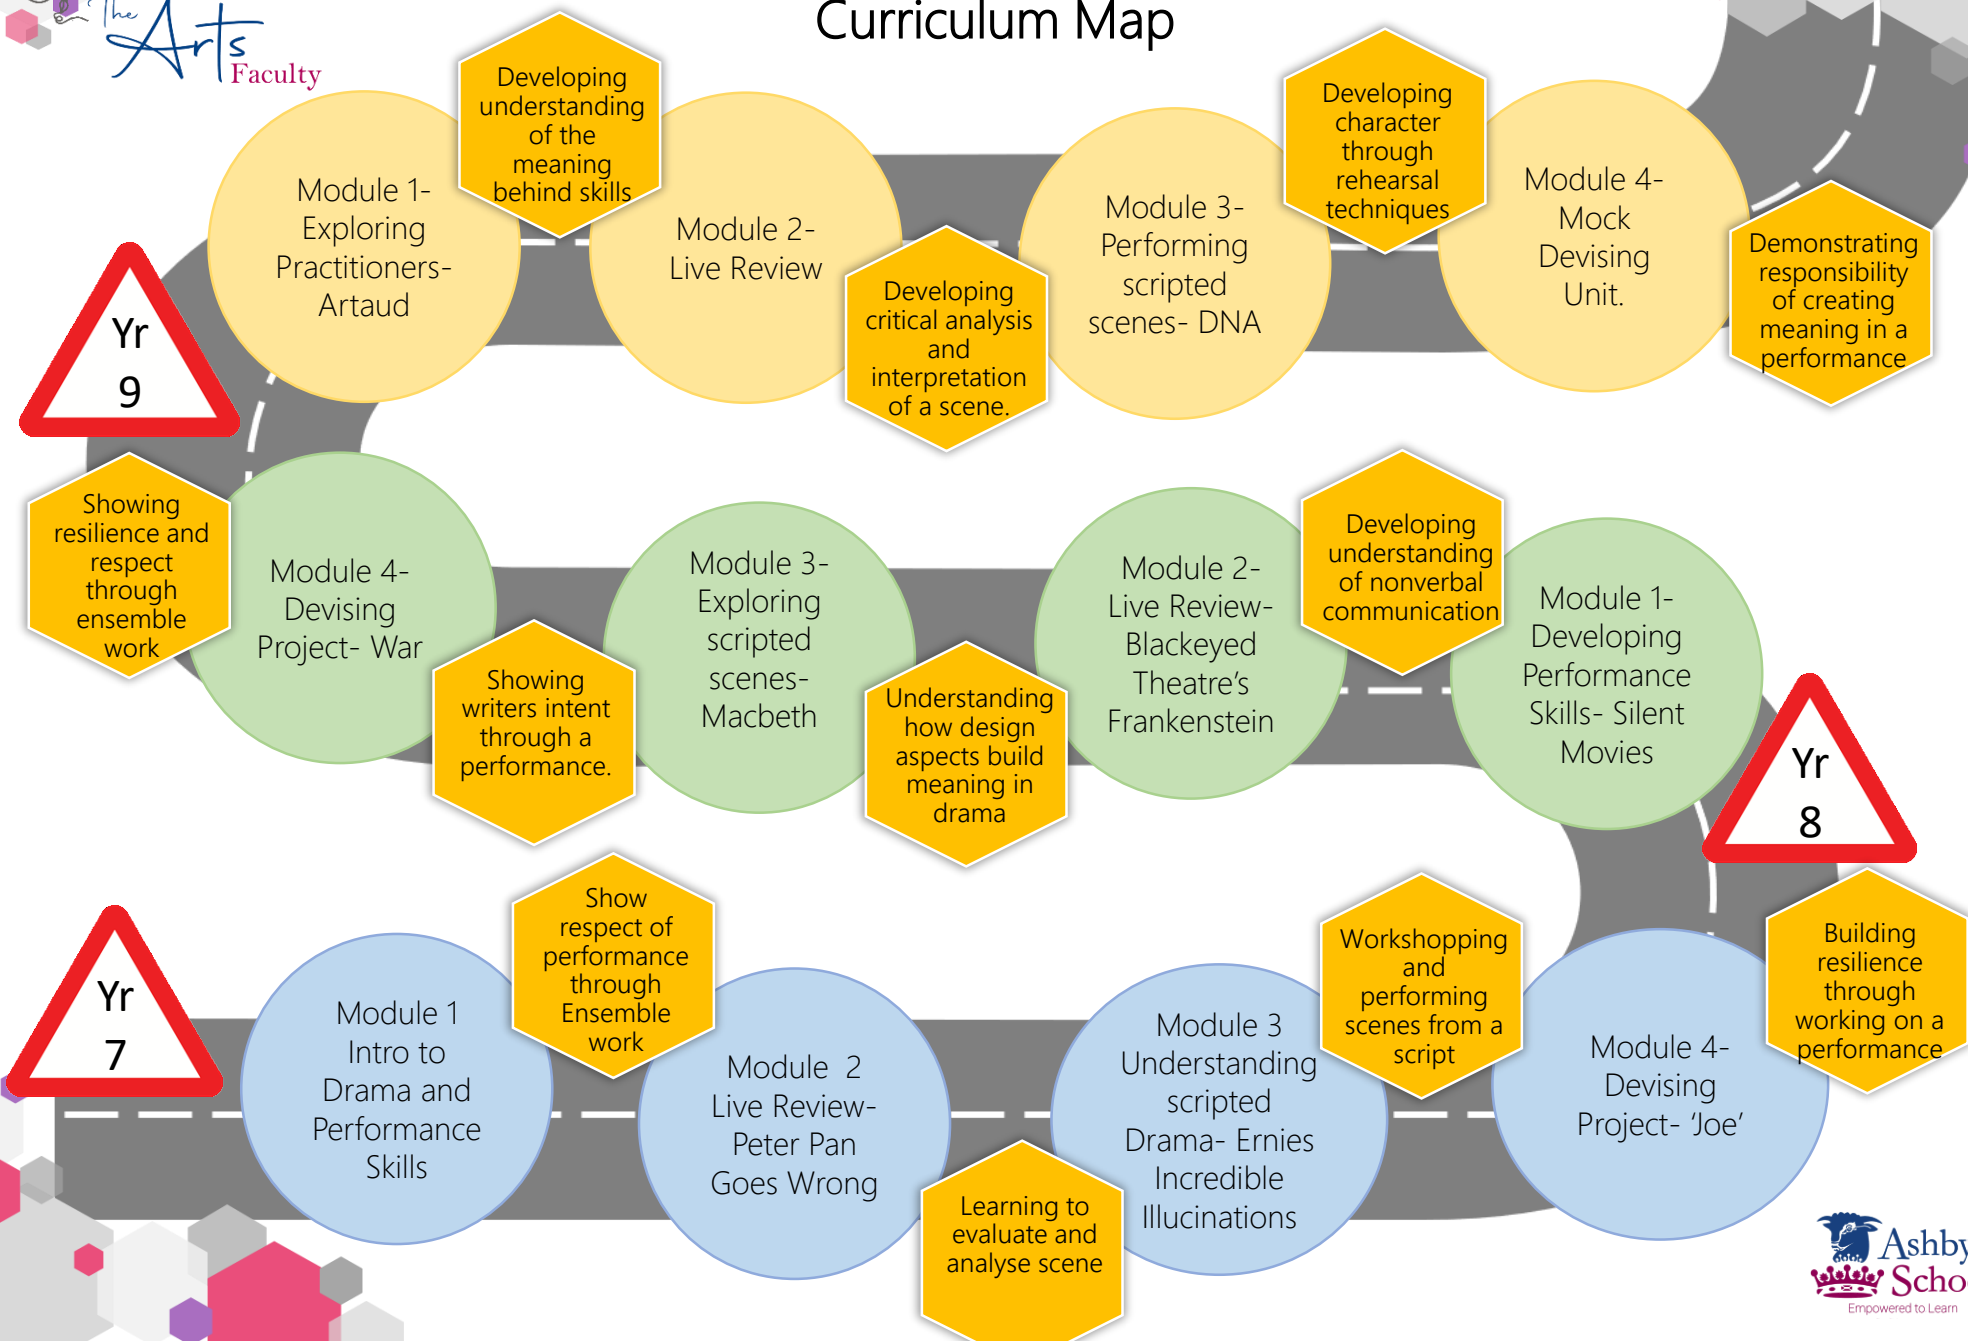 The
Arts
Faculty
Curriculum Map
Developing
understanding
of the
meaning
behind skills
Developing
character
through
rehearsal
techniques
Module 1-
Exploring
Practitioners-
Artaud
Module 2-
Live Review
Module 3-
Performing
scripted
scenes- DNA
Module 4-
Mock
Devising
Unit.
Developing
critical analysis
and
interpretation
of a scene.
Demonstrating
responsibility
of creating
meaning in a
performance
Yr
9
Showing
resilience and
respect
through
ensemble
work
Module 4-
Devising
Project- War
Showing
writers intent
through a
performance.
Module 3-
Exploring
scripted
scenes-
Macbeth
Understanding
how design
aspects build
meaning in
drama
Module 2-
Live Review-
Blackeyed
Theatre’s
Frankenstein
Developing
understanding
of nonverbal
communication
Module 1-
Developing
Performance
Skills- Silent
Movies
Yr
8
Yr
7
Module 1
Intro to
Drama and
Performance
Skills
Show
respect of
performance
through
Ensemble
work
Module  2
Live Review-
Peter Pan
Goes Wrong
Learning to
evaluate and
analyse scene
Module 3
Understanding
scripted
Drama- Ernies
Incredible
Illucinations
Workshopping
and
performing
scenes from a
script
Module 4-
Devising
Project- ‘Joe’
Building
resilience
through
working on a
performance
Ashby
Scho
Empowered to Learn